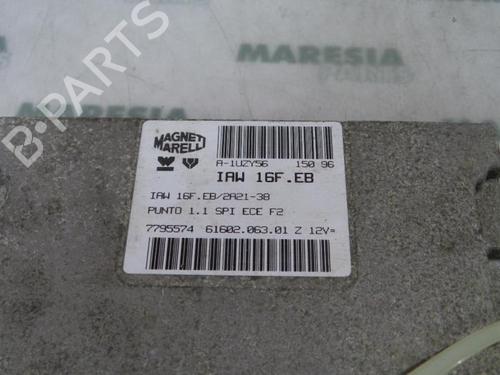 MARESIA
MARESIA
B-PARTS
MAGNETI
MARELLI
A-1UZY56 150 96
IAW 16F.EB
IAW 16F.EB/2A21-38
PUNTO 1.1 SPI ECE F2
7795574 61602.063.01 Z 12V=